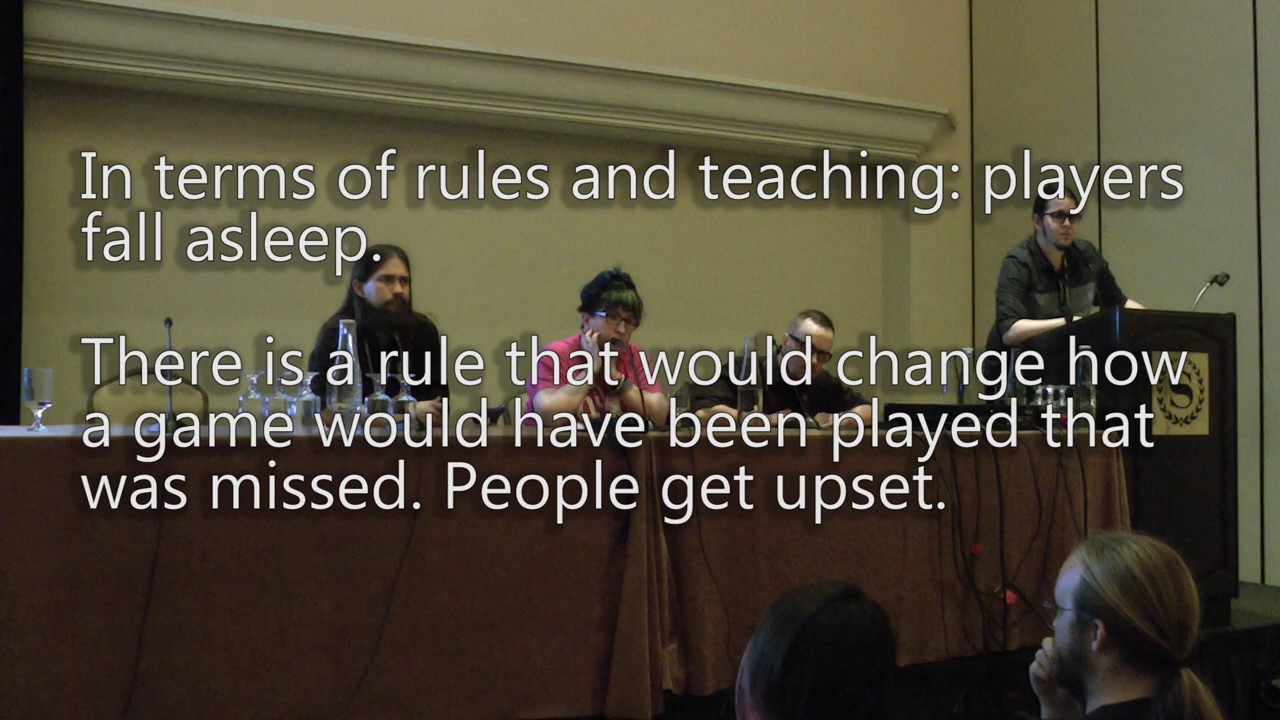 In terms of rules and teaching: players
fall asleep.
There is a rule that would change how
a game would have been played that
was missed. People get upset.
S